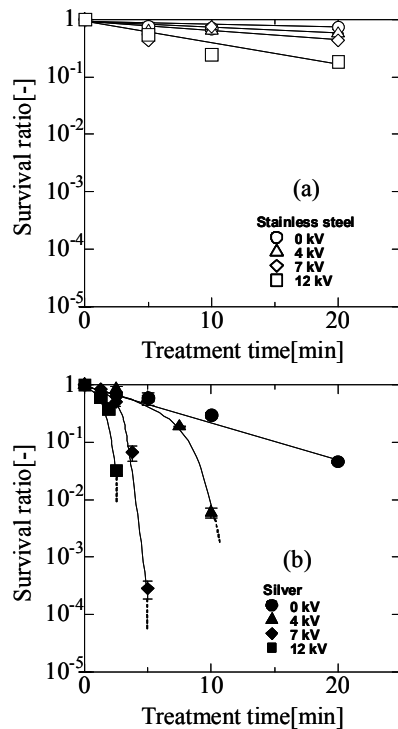 1
10-1
10-2
10-3
10-4
10-5
Survival ratio[-]
(a)
Stainless steel
0 kV
4 kV
7 kV
12 kV
0 10 20
Treatment time[min]
1
10-1
10-2
10-3
10-4
10-5
Survival ratio[-]
(b)
Silver
0 kV
4 kV
7 kV
12 kV
0 10 20
Treatment time[min]